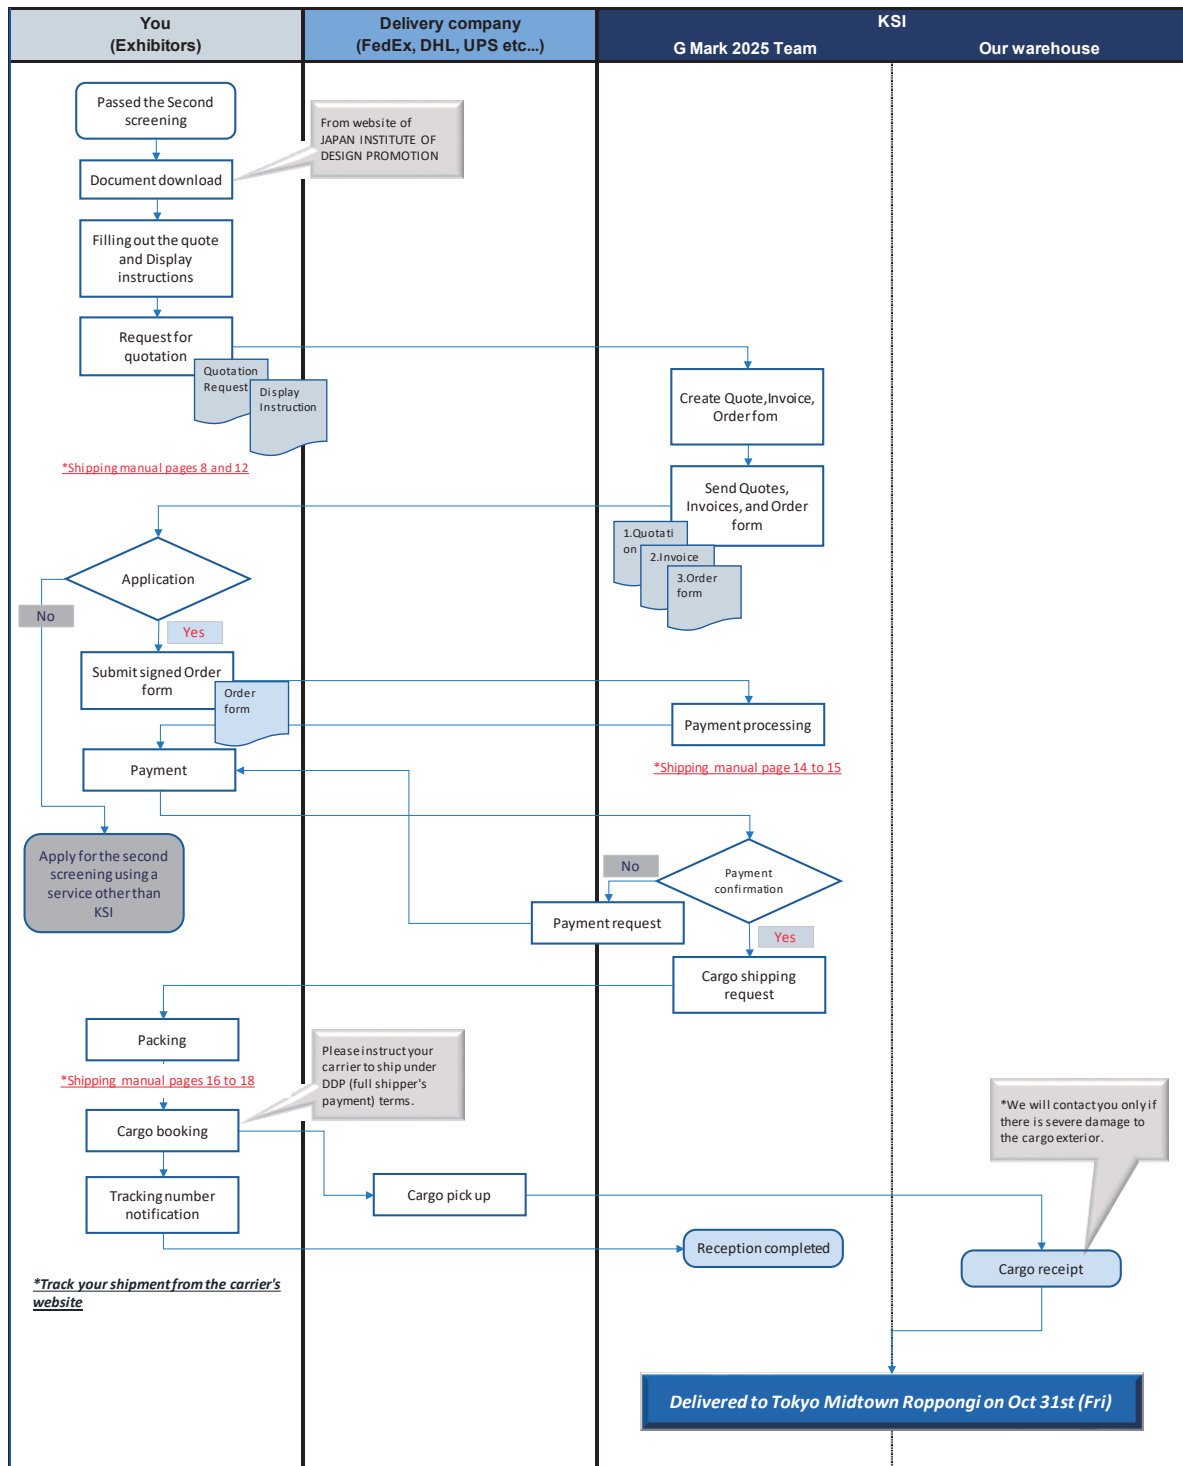 You
(Exhibitors)
Delivery company
(FedEx, DHL, UPS etc...)
KSI
G Mark 2025 Team
Our warehouse
Passed the Second
screening
From website of
JAPAN INSTITUTE OF
DESIGN PROMOTION
Document download
Filling out the quote
and Display
instructions
Request for
quotation
Quotation
Request
Display
Instruction
Create Quote,Invoice,
Order fom
*Shipping manual pages 8 and 12
Send Quotes,
Invoices, and Order
form
1.Quotati
on
2.Invoice
3.Order
form
Application
No
Yes
Submit signed Order
form
Order
form
Payment processing
*Shipping manual page 14 to 15
Payment
Apply for the second
screening using a
service other than
KSI
No
Payment
confirmation
Payment request
Yes
Cargo shipping
request
Packing
*Shipping manual pages 16 to 18
Please instruct your
carrier to ship under
DDP (full shipper's
payment) terms.
Cargo booking
*We will contact you only if
there is severe damage to
the cargo exterior.
Tracking number
notification
Cargo pick up
Reception completed
Cargo receipt
*Track your shipment from the carrier's
website
Delivered to Tokyo Midtown Roppongi on Oct 31st (Fri)